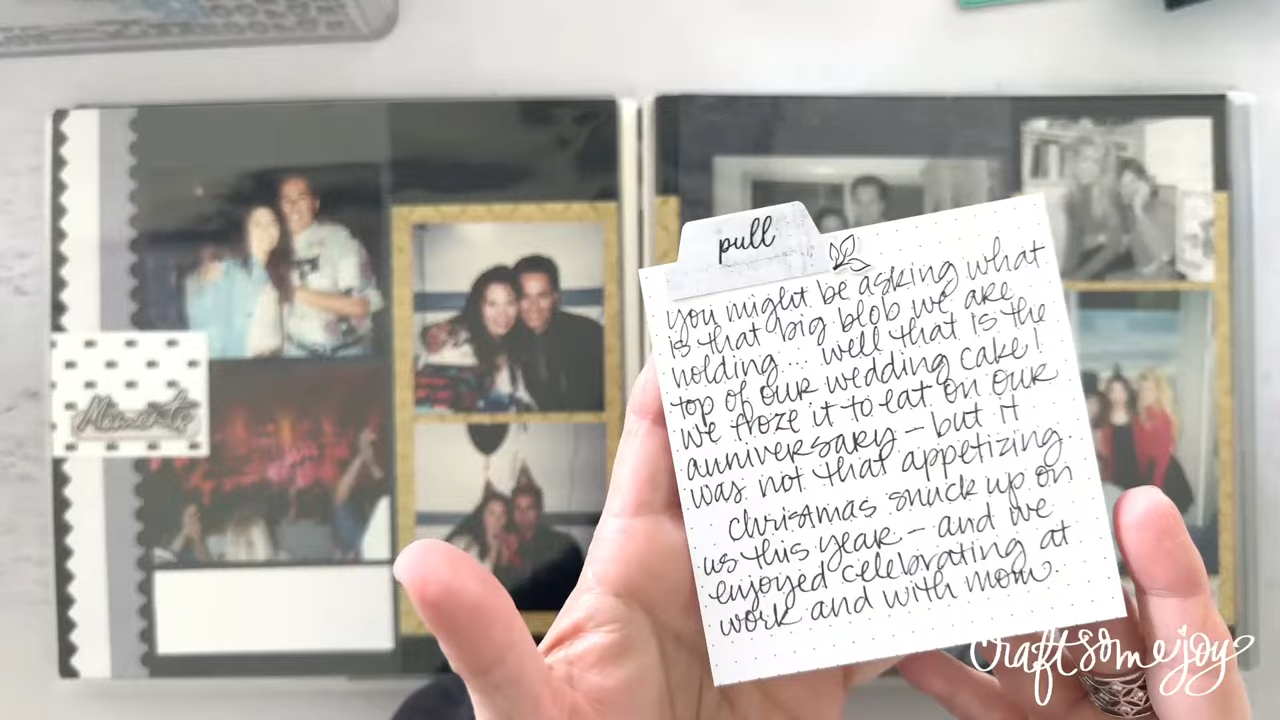 pull
you might be asking what
is that big blob we are
holding... well that is the
top of our wedding cake!
we froze it to eat on our
anniversary - but it
was not that appetizing.
Christmas snuck up on
us this year - and we
enjoyed celebrating at
work and with mom.
Moments
craftsomejoy